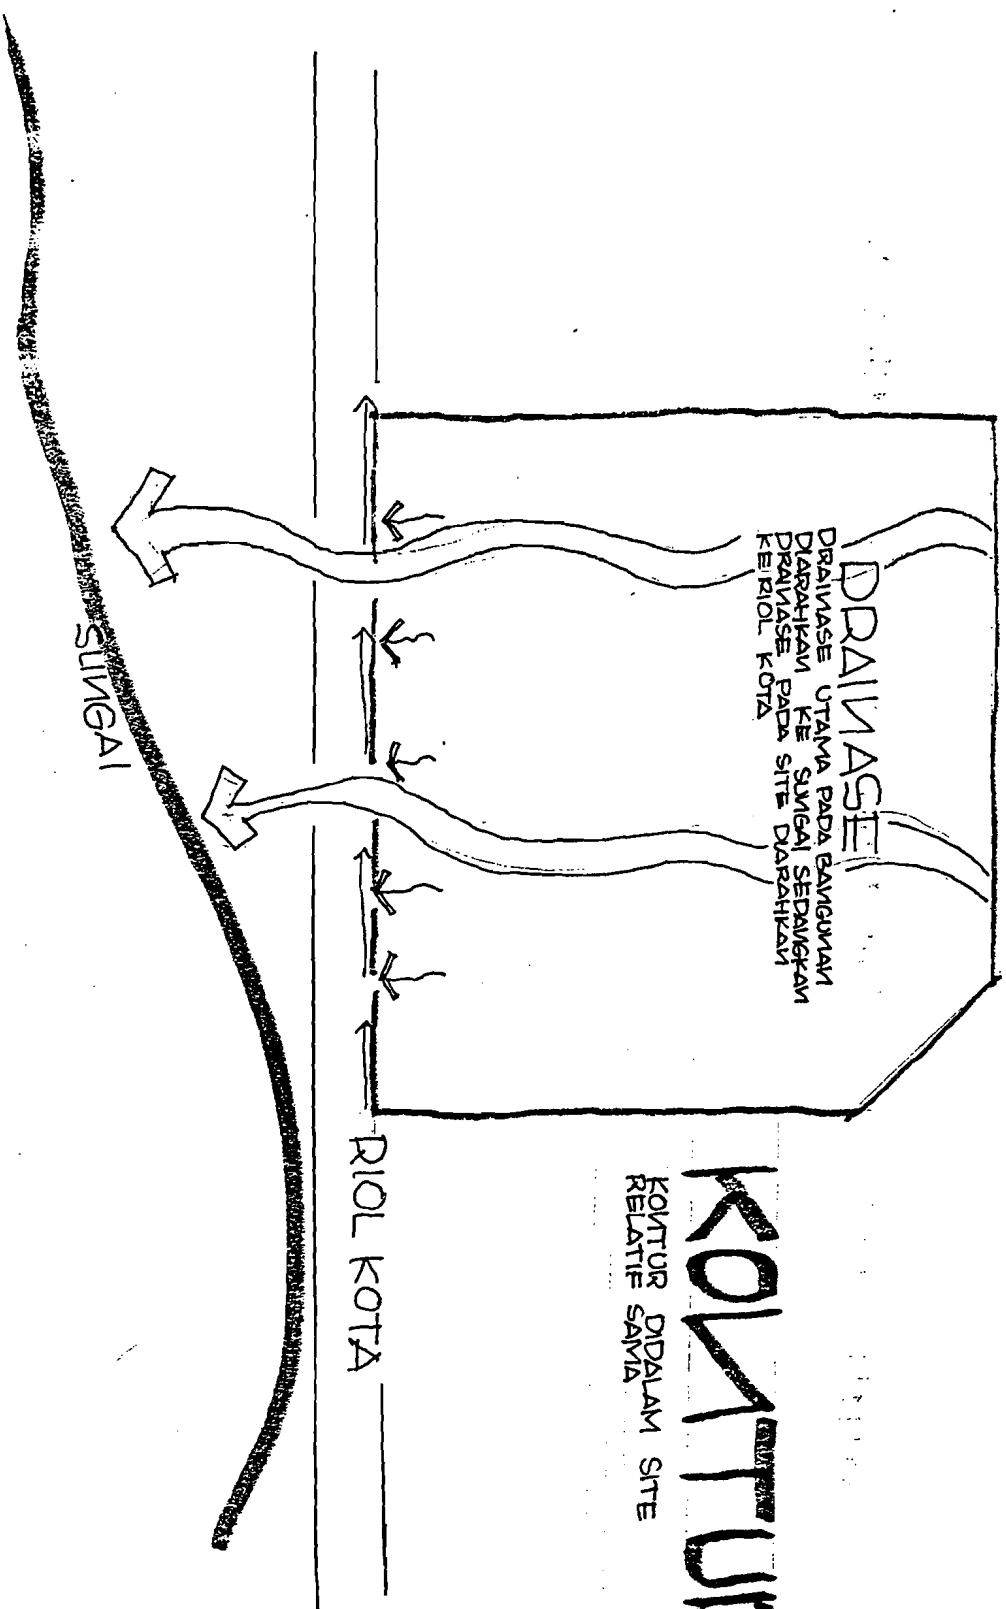 DRAINASE
DRAINASE UTAMA PADA BANGUNAN
DIARAHKAN KE SUNGAI SEDANGKAN
DRAINASE PADA SITE DIARAHKAN
KE RIOL KOTA
KONTUR
KONTUR DIDALAM SITE
RELATIF SAMA
RIOL KOTA
SUNGAI